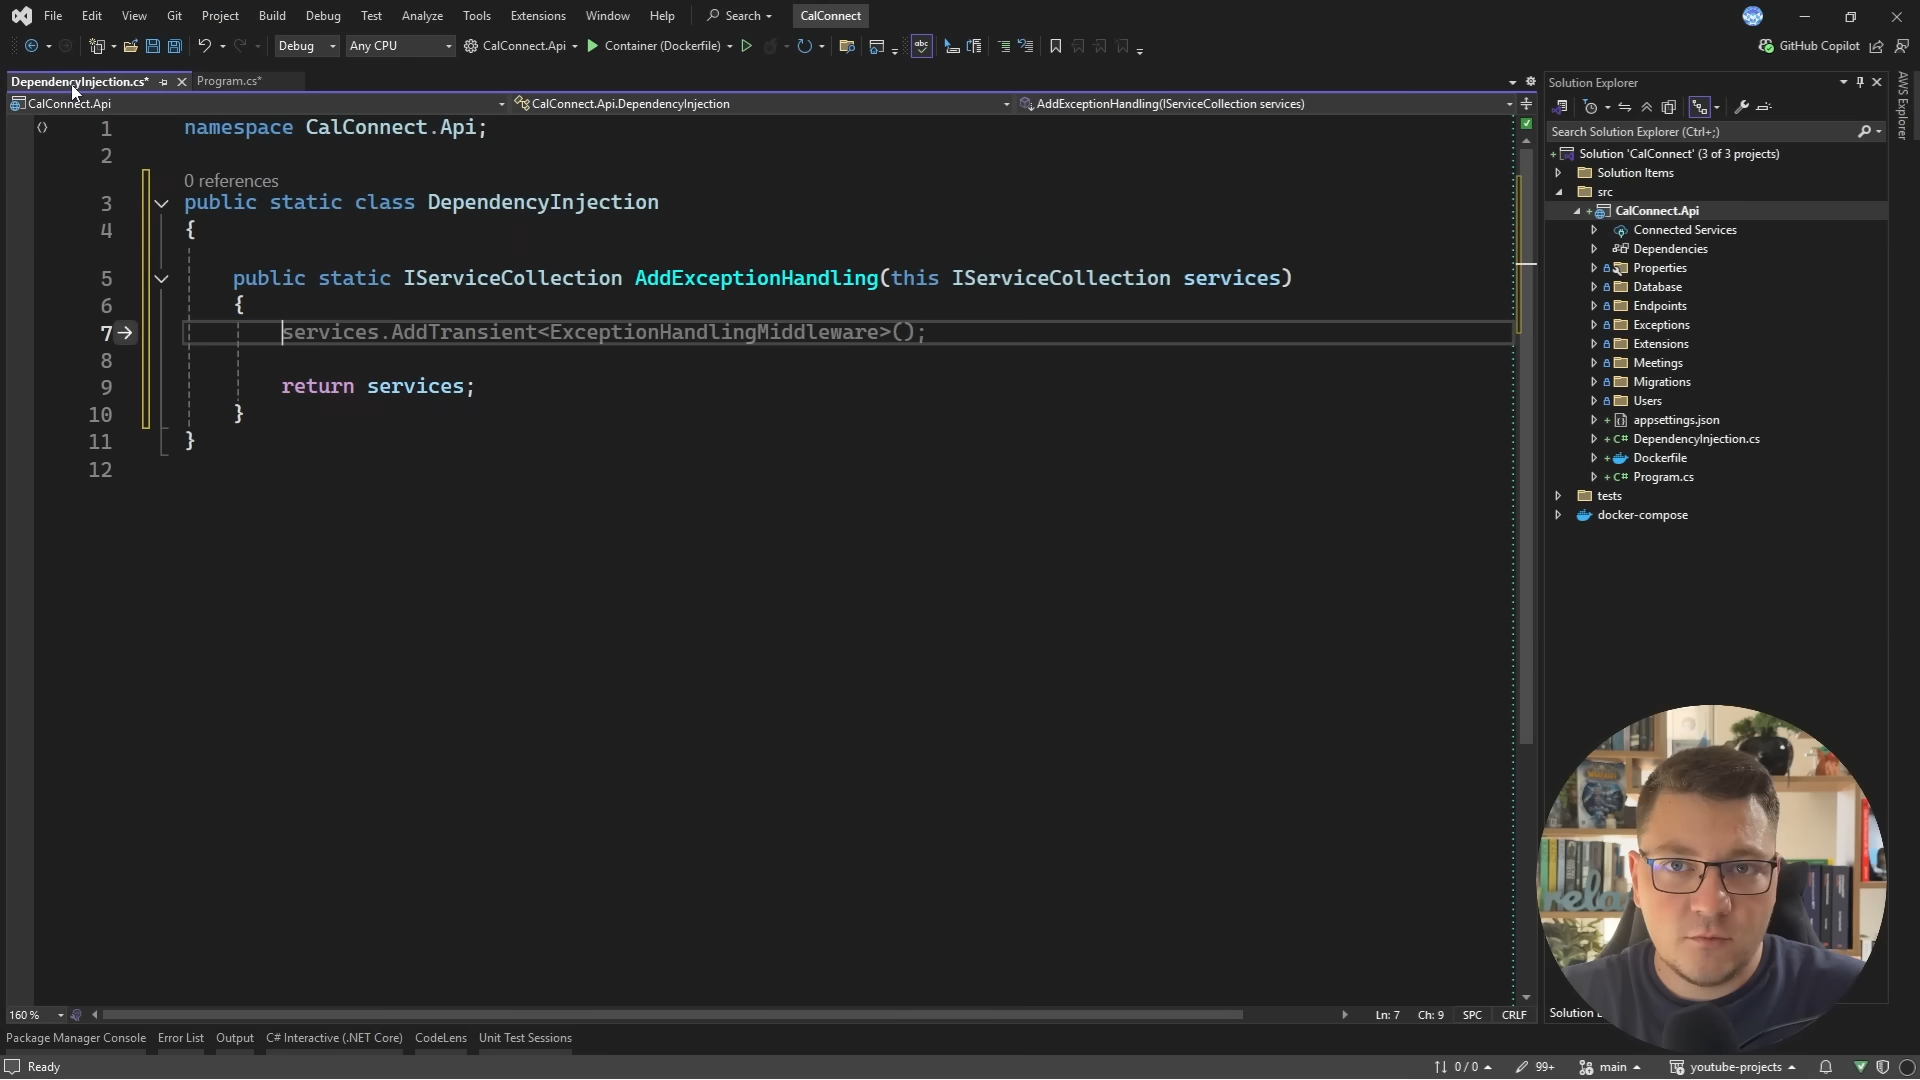 File Edit View Git Project Build Debug Test Analyze Tools Extensions Window Help Search CalConnect
Debug Any CPU CalConnect.Api Container (Dockerfile) abc GitHub Copilot
DependencyInjection.cs* Program.cs*
CalConnect.Api CalConnect.Api.DependencyInjection AddExceptionHandling(IServiceCollection services)
1 namespace CalConnect.Api;
2
0 references
3 public static class DependencyInjection
4 {
5 public static IServiceCollection AddExceptionHandling(this IServiceCollection services)
6 {
7 services.AddTransient<ExceptionHandlingMiddleware>();
8
9 return services;
10 }
11 }
12
160 % Ln: 7 Ch: 9 SPC CRLF
Solution Explorer
Search Solution Explorer (Ctrl+;)
Solution 'CalConnect' (3 of 3 projects)
Solution Items
src
CalConnect.Api
Connected Services
Dependencies
Properties
Database
Endpoints
Exceptions
Extensions
Meetings
Migrations
Users
appsettings.json
C# DependencyInjection.cs
Dockerfile
C# Program.cs
tests
docker-compose
AWS Explorer
relax
Solution
Package Manager Console Error List Output C# Interactive (.NET Core) CodeLens Unit Test Sessions
Ready 0 / 0 99+ main youtube-projects